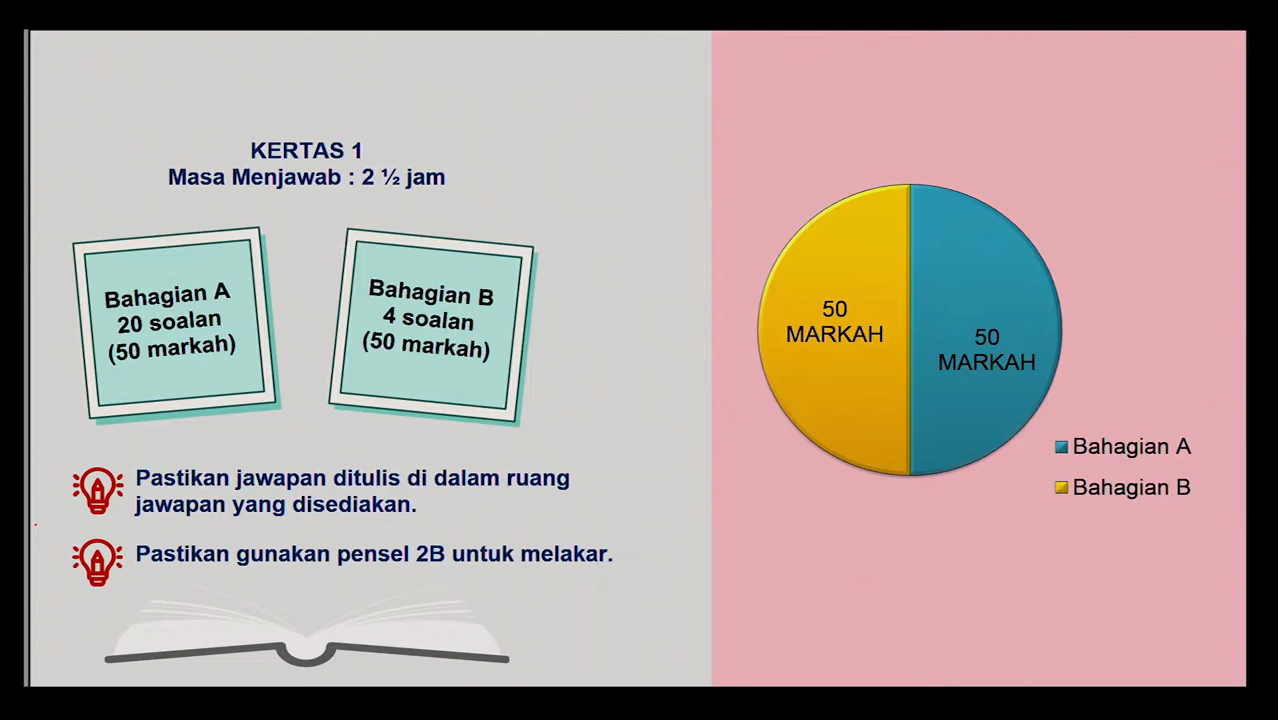 KERTAS 1
Masa Menjawab : 2 ½ jam
Bahagian A
20 soalan
(50 markah)
Bahagian B
4 soalan
(50 markah)
Pastikan jawapan ditulis di dalam ruang
jawapan yang disediakan.
Pastikan gunakan pensel 2B untuk melakar.
50
MARKAH
50
MARKAH
Bahagian A
Bahagian B